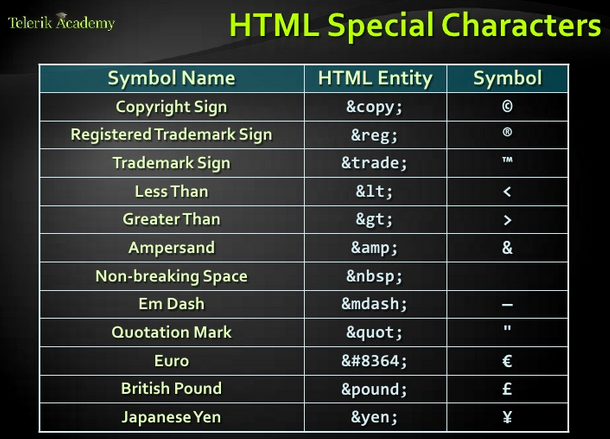 Telerik Academy
HTML Special Characters
Symbol Name HTML Entity Symbol
Copyright Sign &copy; ©
Registered Trademark Sign &reg; ®
Trademark Sign &trade; ™
Less Than &lt; <
Greater Than &gt; >
Ampersand &amp; &
Non-breaking Space &nbsp;
Em Dash &mdash; —
Quotation Mark &quot; "
Euro &#8364; €
British Pound &pound; £
Japanese Yen &yen; ¥